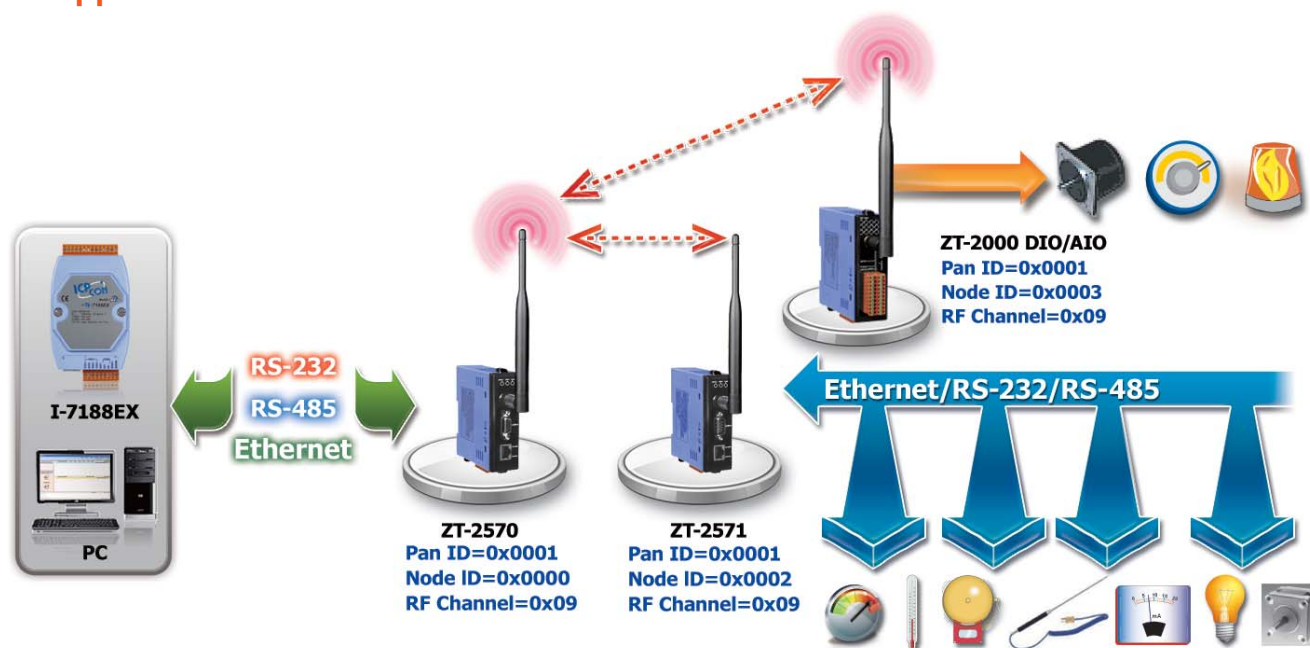 I-7188EX
PC
RS-232
RS-485
Ethernet
ZT-2570
Pan ID=0x0001
Node ID=0x0000
RF Channel=0x09
ZT-2571
Pan ID=0x0001
Node ID=0x0002
RF Channel=0x09
ZT-2000 DIO/AIO
Pan ID=0x0001
Node ID=0x0003
RF Channel=0x09
Ethernet/RS-232/RS-485
mA